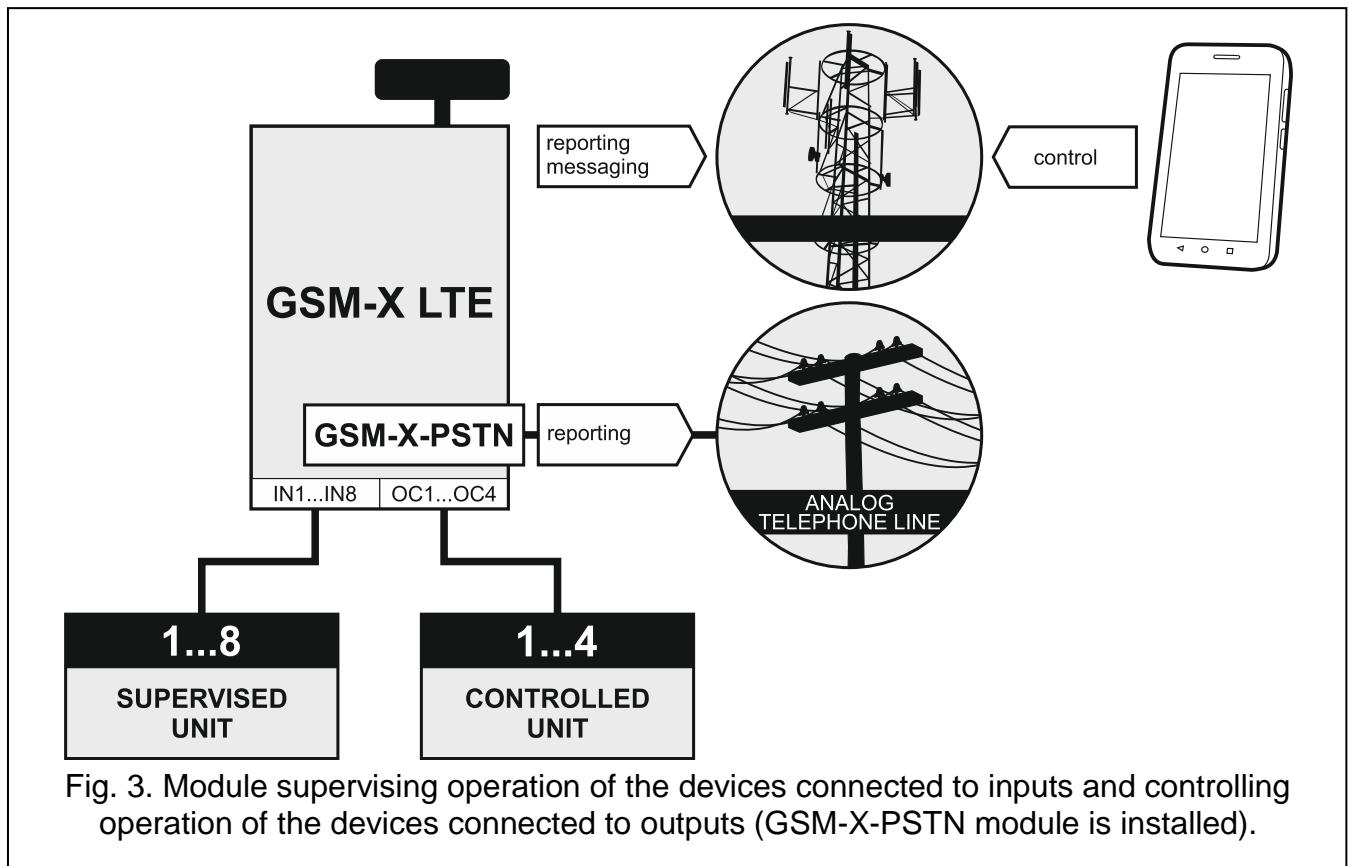 reporting
messaging
control
GSM-X LTE
GSM-X-PSTN
reporting
IN1...IN8
OC1...OC4
ANALOG
TELEPHONE LINE
1...8
SUPERVISED
UNIT
1...4
CONTROLLED
UNIT
Fig. 3. Module supervising operation of the devices connected to inputs and controlling
operation of the devices connected to outputs (GSM-X-PSTN module is installed).